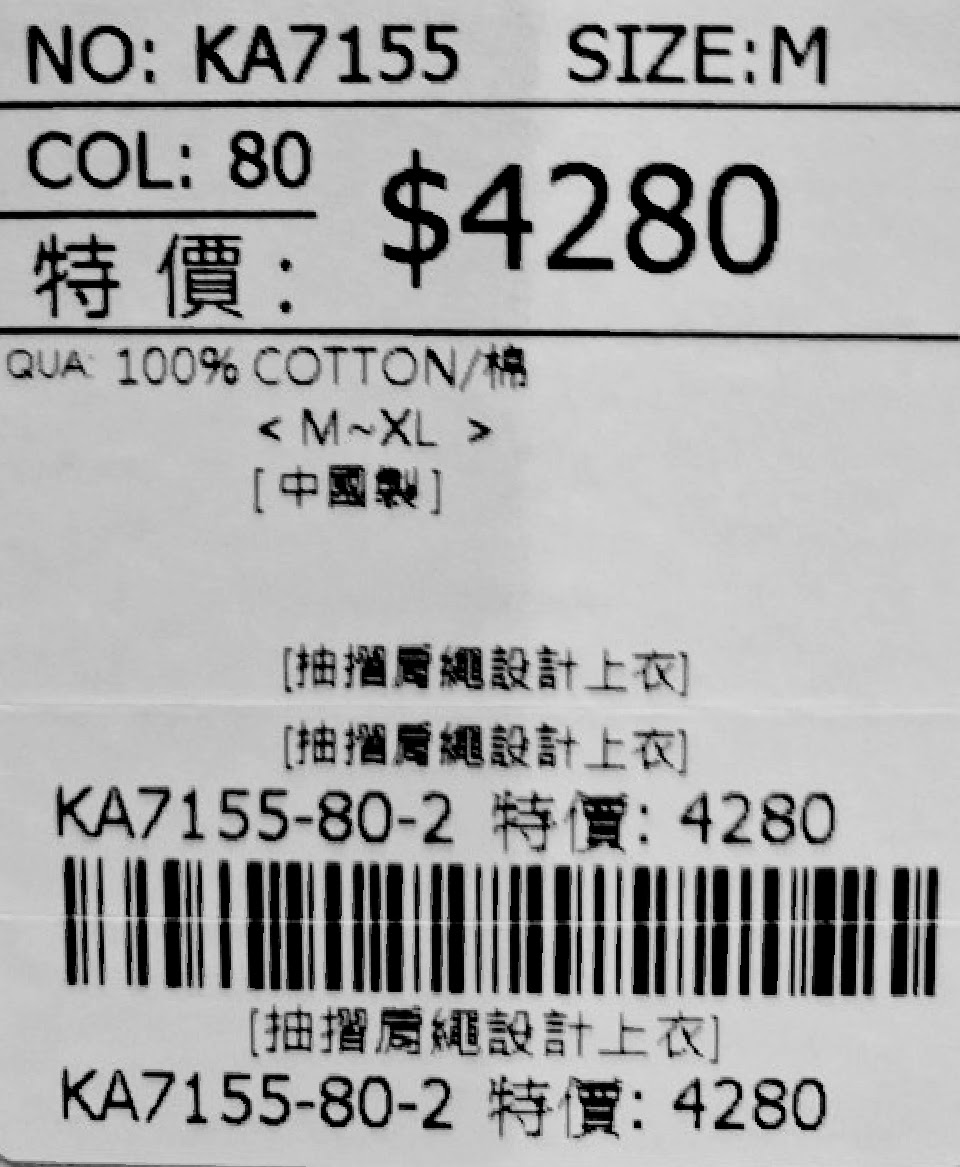 NO: KA7155 SIZE:M
COL: 80
$4280
特價:
QUA: 100% COTTON/棉
< M~XL >
[中國製]
[抽摺肩繩設計上衣]
[抽摺肩繩設計上衣]
KA7155-80-2 特價: 4280
[抽摺肩繩設計上衣]
KA7155-80-2 特價: 4280